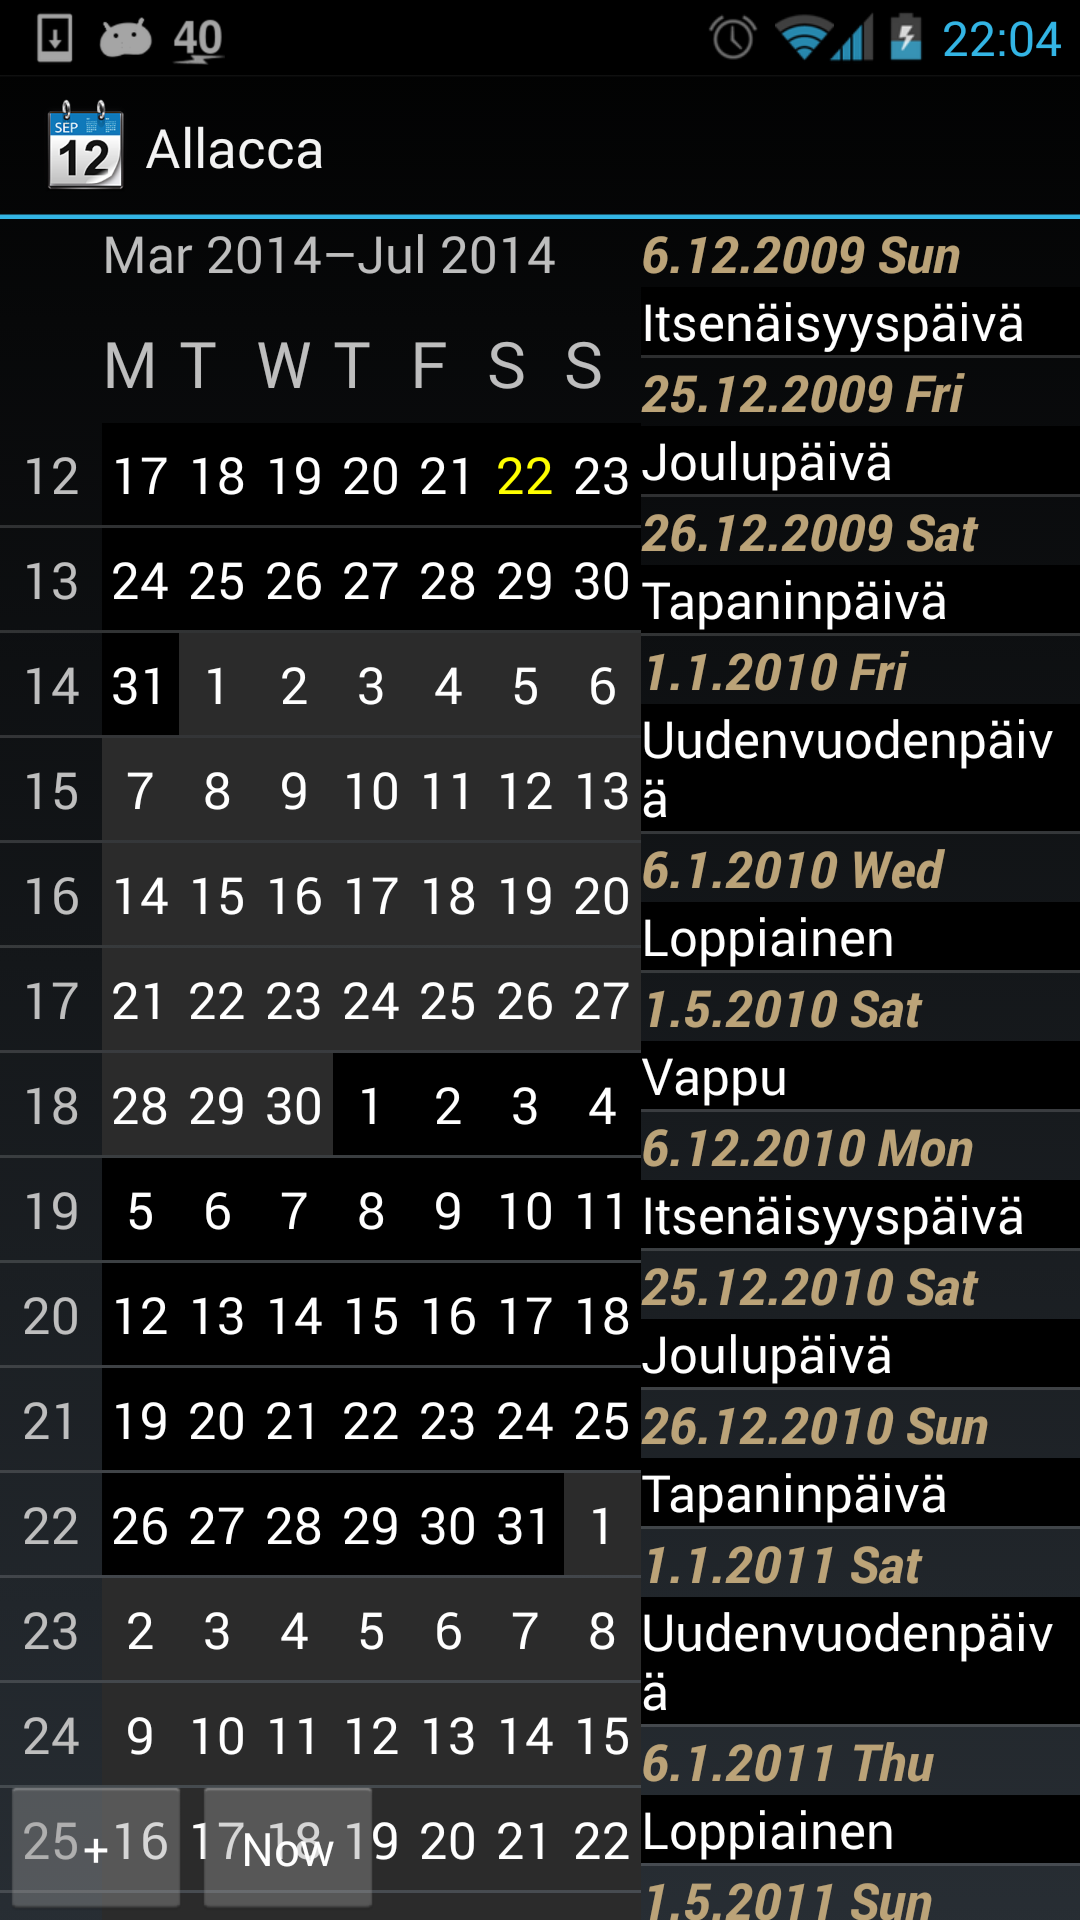 40 22:04
SEP
12 Allacca
Mar 2014–Jul 2014
M T W T F S S
12 17 18 19 20 21 22 23
13 24 25 26 27 28 29 30
14 31 1 2 3 4 5 6
15 7 8 9 10 11 12 13
16 14 15 16 17 18 19 20
17 21 22 23 24 25 26 27
18 28 29 30 1 2 3 4
19 5 6 7 8 9 10 11
20 12 13 14 15 16 17 18
21 19 20 21 22 23 24 25
22 26 27 28 29 30 31 1
23 2 3 4 5 6 7 8
24 9 10 11 12 13 14 15
25 16 17 18 19 20 21 22
+ Now
6.12.2009 Sun
Itsenäisyyspäivä
25.12.2009 Fri
Joulupäivä
26.12.2009 Sat
Tapaninpäivä
1.1.2010 Fri
Uudenvuodenpäiv
ä
6.1.2010 Wed
Loppiainen
1.5.2010 Sat
Vappu
6.12.2010 Mon
Itsenäisyyspäivä
25.12.2010 Sat
Joulupäivä
26.12.2010 Sun
Tapaninpäivä
1.1.2011 Sat
Uudenvuodenpäiv
ä
6.1.2011 Thu
Loppiainen
1.5.2011 Sun